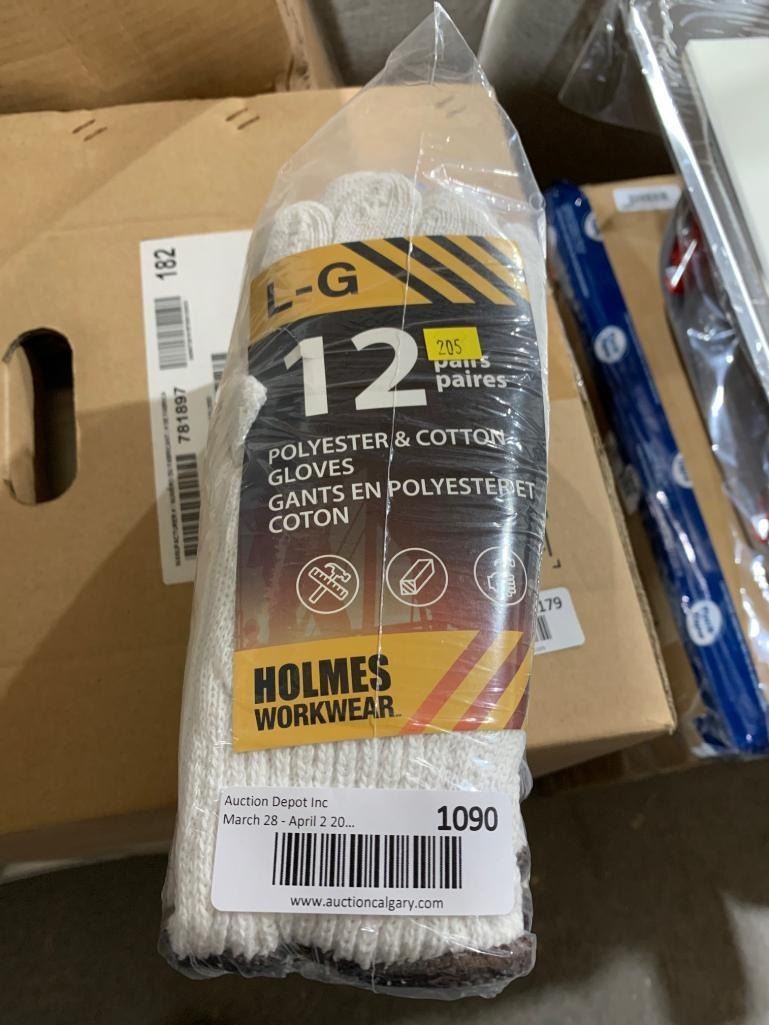 L-G
12
205
pairs
paires
POLYESTER & COTTON
GLOVES
GANTS EN POLYESTER ET
COTON
HOLMES
WORKWEAR
Auction Depot Inc
March 28 - April 2 20...
1090
www.auctioncalgary.com
182
781897
179